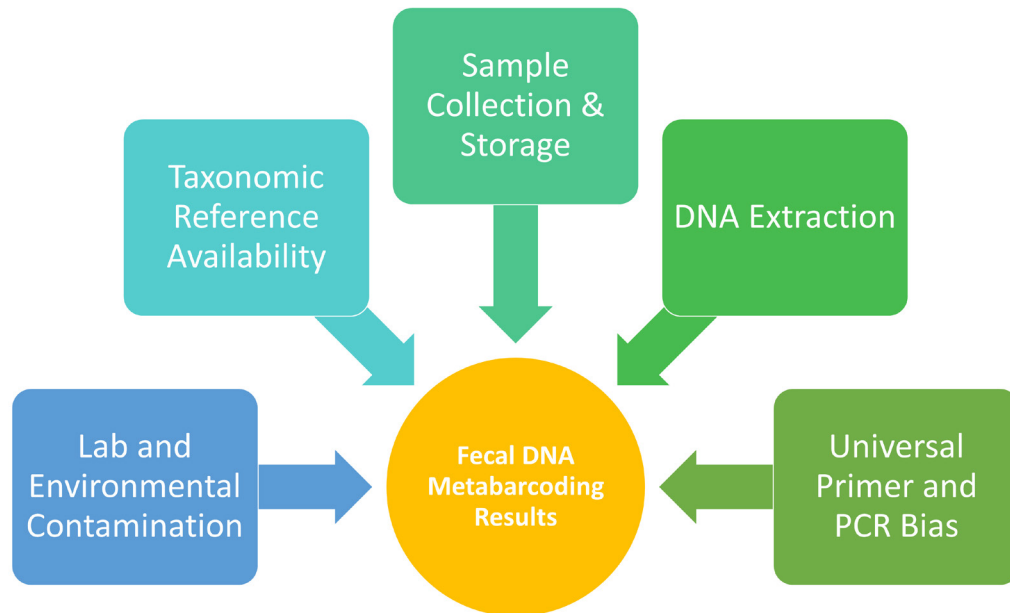 Sample
Collection &
Storage
Taxonomic
Reference
Availability
DNA Extraction
Lab and
Environmental
Contamination
Fecal DNA
Metabarcoding
Results
Universal
Primer and
PCR Bias